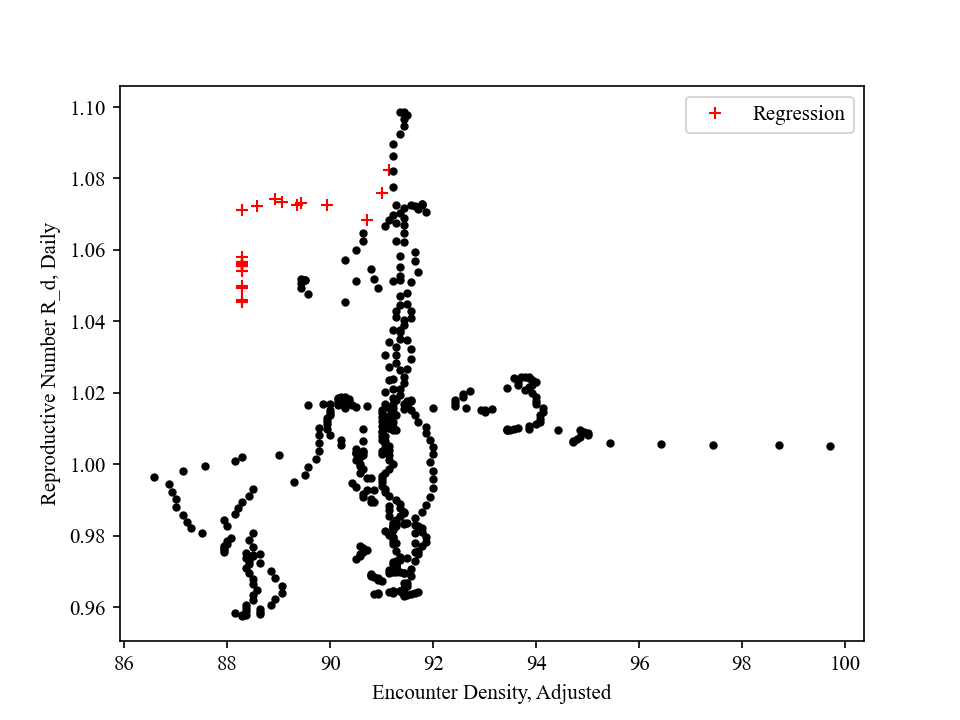 Regression
1.10
1.08
1.06
1.04
1.02
1.00
0.98
0.96
Reproductive Number R_d, Daily
86 88 90 92 94 96 98 100
Encounter Density, Adjusted